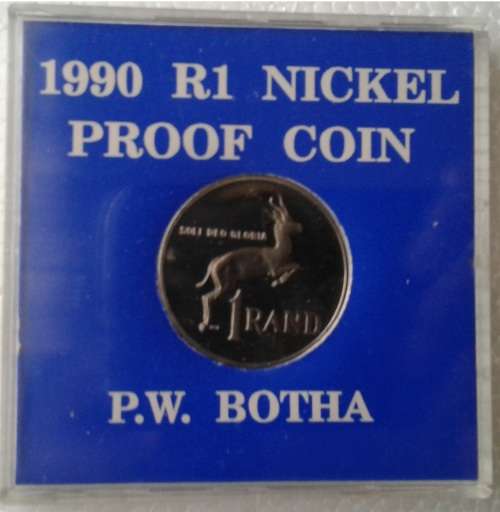 1990 R1 NICKEL
PROOF COIN
SOLI DEO GLORIA
1 RAND
P.W. BOTHA